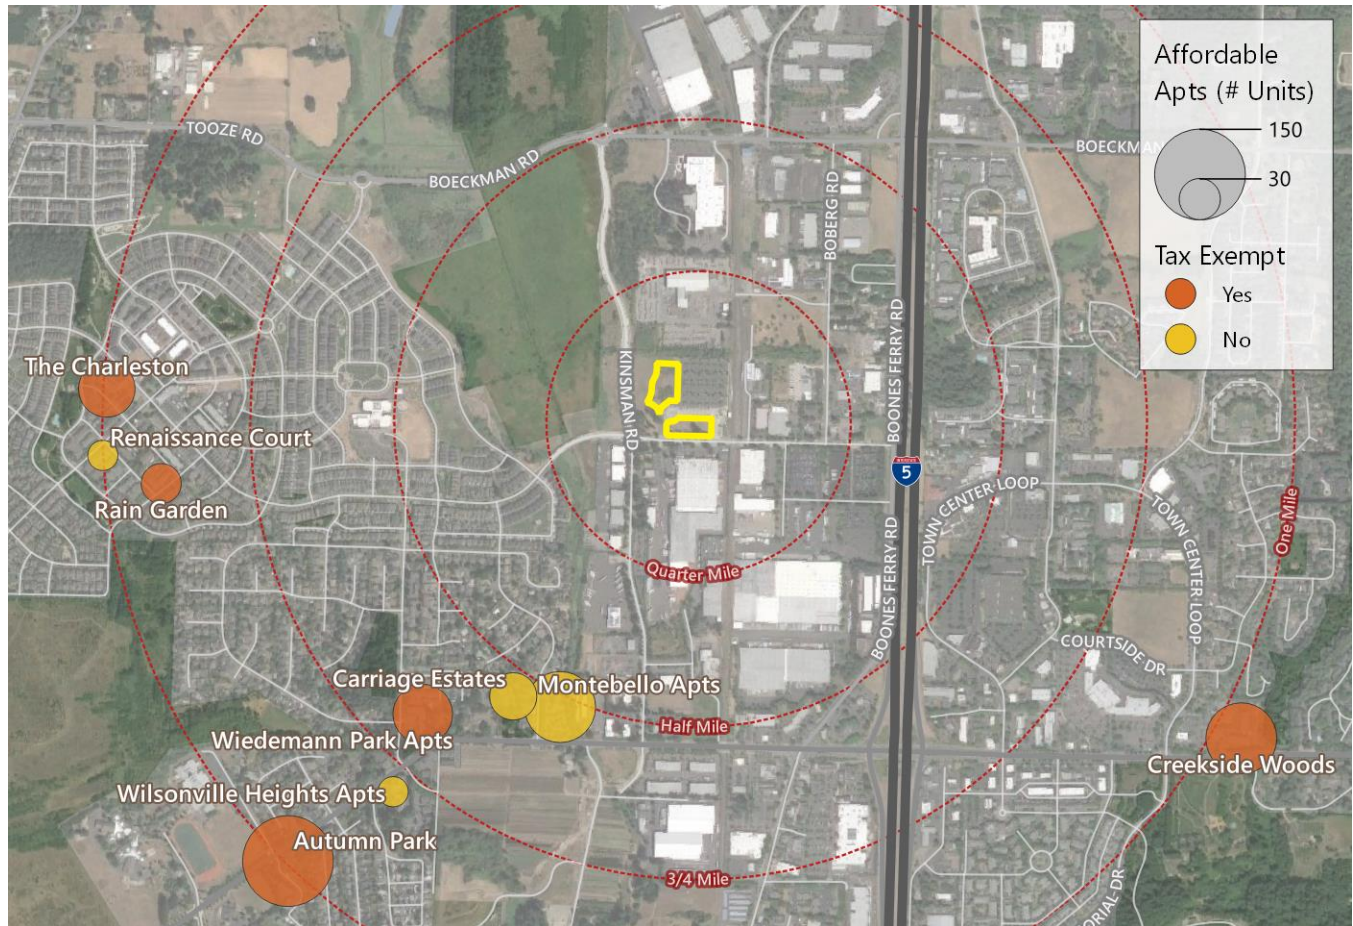 Affordable
Apts (# Units)
150
30
Tax Exempt
Yes
No
TOOZE RD
BOECKMAN RD
BOECKMAN
BOBERG RD
KINSMAN RD
BOONES FERRY RD
INTERSTATE
5
BOONES FERRY RD
TOWN CENTER LOOP
TOWN CENTER LOOP
COURTSIDE DR
One Mile
Quarter Mile
Half Mile
3/4 Mile
The Charleston
Renaissance Court
Rain Garden
Carriage Estates
Montebello Apts
Wiedemann Park Apts
Wilsonville Heights Apts
Autumn Park
Creekside Woods
ORIAL DR